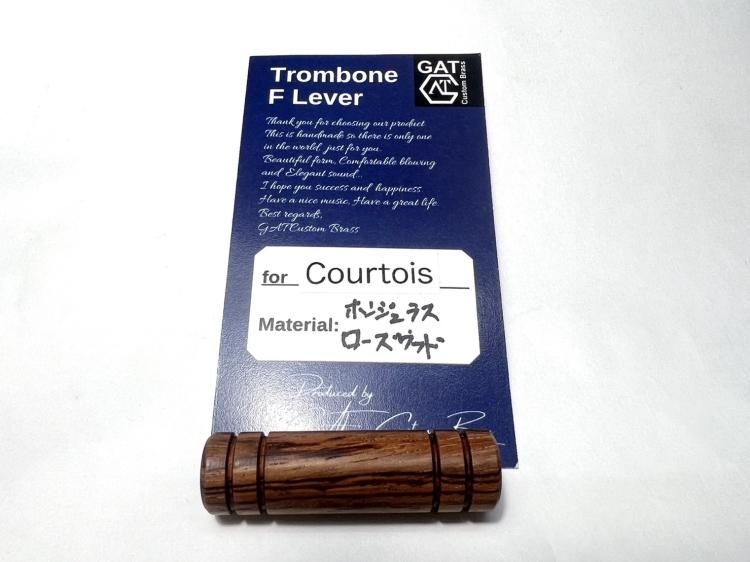 Trombone
F Lever
GAT
Custom Brass
Thank you for choosing our product.
This is handmade so there is only one
in the world, just for you.
Beautiful form, Comfortable blowing
and Elegant sound...
I hope you success and happiness.
Have a nice music, Have a great life.
Best regards,
GATCustom Brass
for Courtois
Material: ホンジュラス
ローズウッド
Produced by